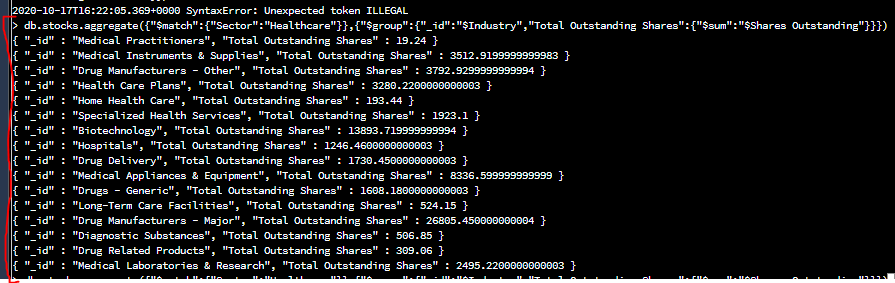 2020-10-17T16:22:05.369+0000 SyntaxError: Unexpected token ILLEGAL
> db.stocks.aggregate({"$match":{"Sector":"Healthcare"}},{"$group":{"_id":"$Industry","Total Outstanding Shares":{"$sum":"$Shares Outstanding"}}})
{ "_id" : "Medical Practitioners", "Total Outstanding Shares" : 19.24 }
{ "_id" : "Medical Instruments & Supplies", "Total Outstanding Shares" : 3512.9199999999983 }
{ "_id" : "Drug Manufacturers - Other", "Total Outstanding Shares" : 3792.9299999999994 }
{ "_id" : "Health Care Plans", "Total Outstanding Shares" : 3280.2200000000003 }
{ "_id" : "Home Health Care", "Total Outstanding Shares" : 193.44 }
{ "_id" : "Specialized Health Services", "Total Outstanding Shares" : 1923.1 }
{ "_id" : "Biotechnology", "Total Outstanding Shares" : 13893.719999999994 }
{ "_id" : "Hospitals", "Total Outstanding Shares" : 1246.4600000000003 }
{ "_id" : "Drug Delivery", "Total Outstanding Shares" : 1730.4500000000003 }
{ "_id" : "Medical Appliances & Equipment", "Total Outstanding Shares" : 8336.599999999999 }
{ "_id" : "Drugs - Generic", "Total Outstanding Shares" : 1608.1800000000003 }
{ "_id" : "Long-Term Care Facilities", "Total Outstanding Shares" : 524.15 }
{ "_id" : "Drug Manufacturers - Major", "Total Outstanding Shares" : 26805.450000000004 }
{ "_id" : "Diagnostic Substances", "Total Outstanding Shares" : 506.85 }
{ "_id" : "Drug Related Products", "Total Outstanding Shares" : 309.06 }
{ "_id" : "Medical Laboratories & Research", "Total Outstanding Shares" : 2495.2200000000003 }